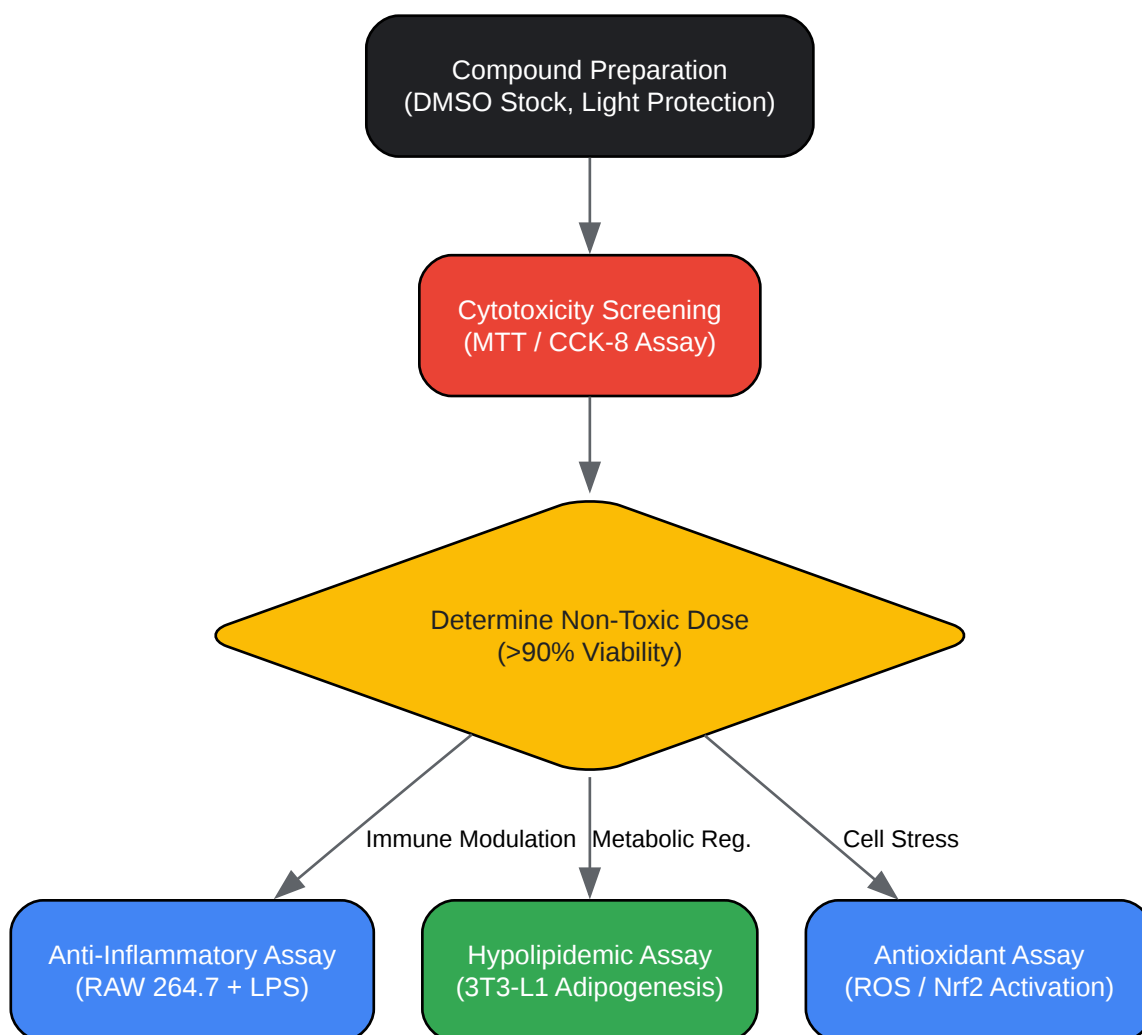 Compound Preparation
(DMSO Stock, Light Protection)
Cytotoxicity Screening
(MTT / CCK-8 Assay)
Determine Non-Toxic Dose
(>90% Viability)
Immune Modulation
Metabolic Reg.
Cell Stress
Anti-Inflammatory Assay
(RAW 264.7 + LPS)
Hypolipidemic Assay
(3T3-L1 Adipogenesis)
Antioxidant Assay
(ROS / Nrf2 Activation)